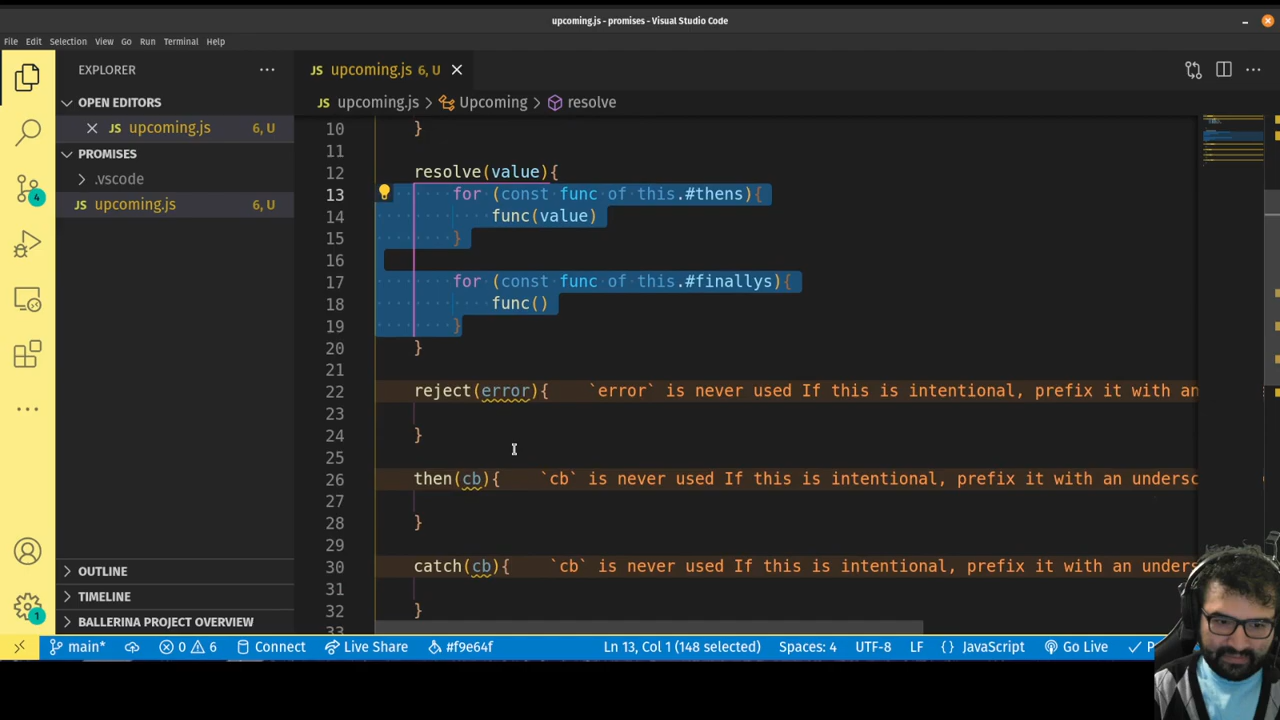 upcoming.js - promises - Visual Studio Code
File Edit Selection View Go Run Terminal Help
EXPLORER
JS upcoming.js 6, U
OPEN EDITORS
JS upcoming.js > Upcoming > resolve
JS upcoming.js 6, U
10 }
PROMISES
11
.vscode
12 resolve(value){
upcoming.js 6, U
13 for (const func of this.#thens){
14 func(value)
15 }
16
17 for (const func of this.#finallys){
18 func()
19 }
20 }
21
22 reject(error){ `error` is never used If this is intentional, prefix it with an
23
24 }
25
26 then(cb){ `cb` is never used If this is intentional, prefix it with an undersc
27
28 }
29
30 catch(cb){ `cb` is never used If this is intentional, prefix it with an unders
31
32 }
33
OUTLINE
TIMELINE
BALLERINA PROJECT OVERVIEW
4
1
main* 0 6 Connect Live Share #f9e64f Ln 13, Col 1 (148 selected) Spaces: 4 UTF-8 LF {} JavaScript Go Live P